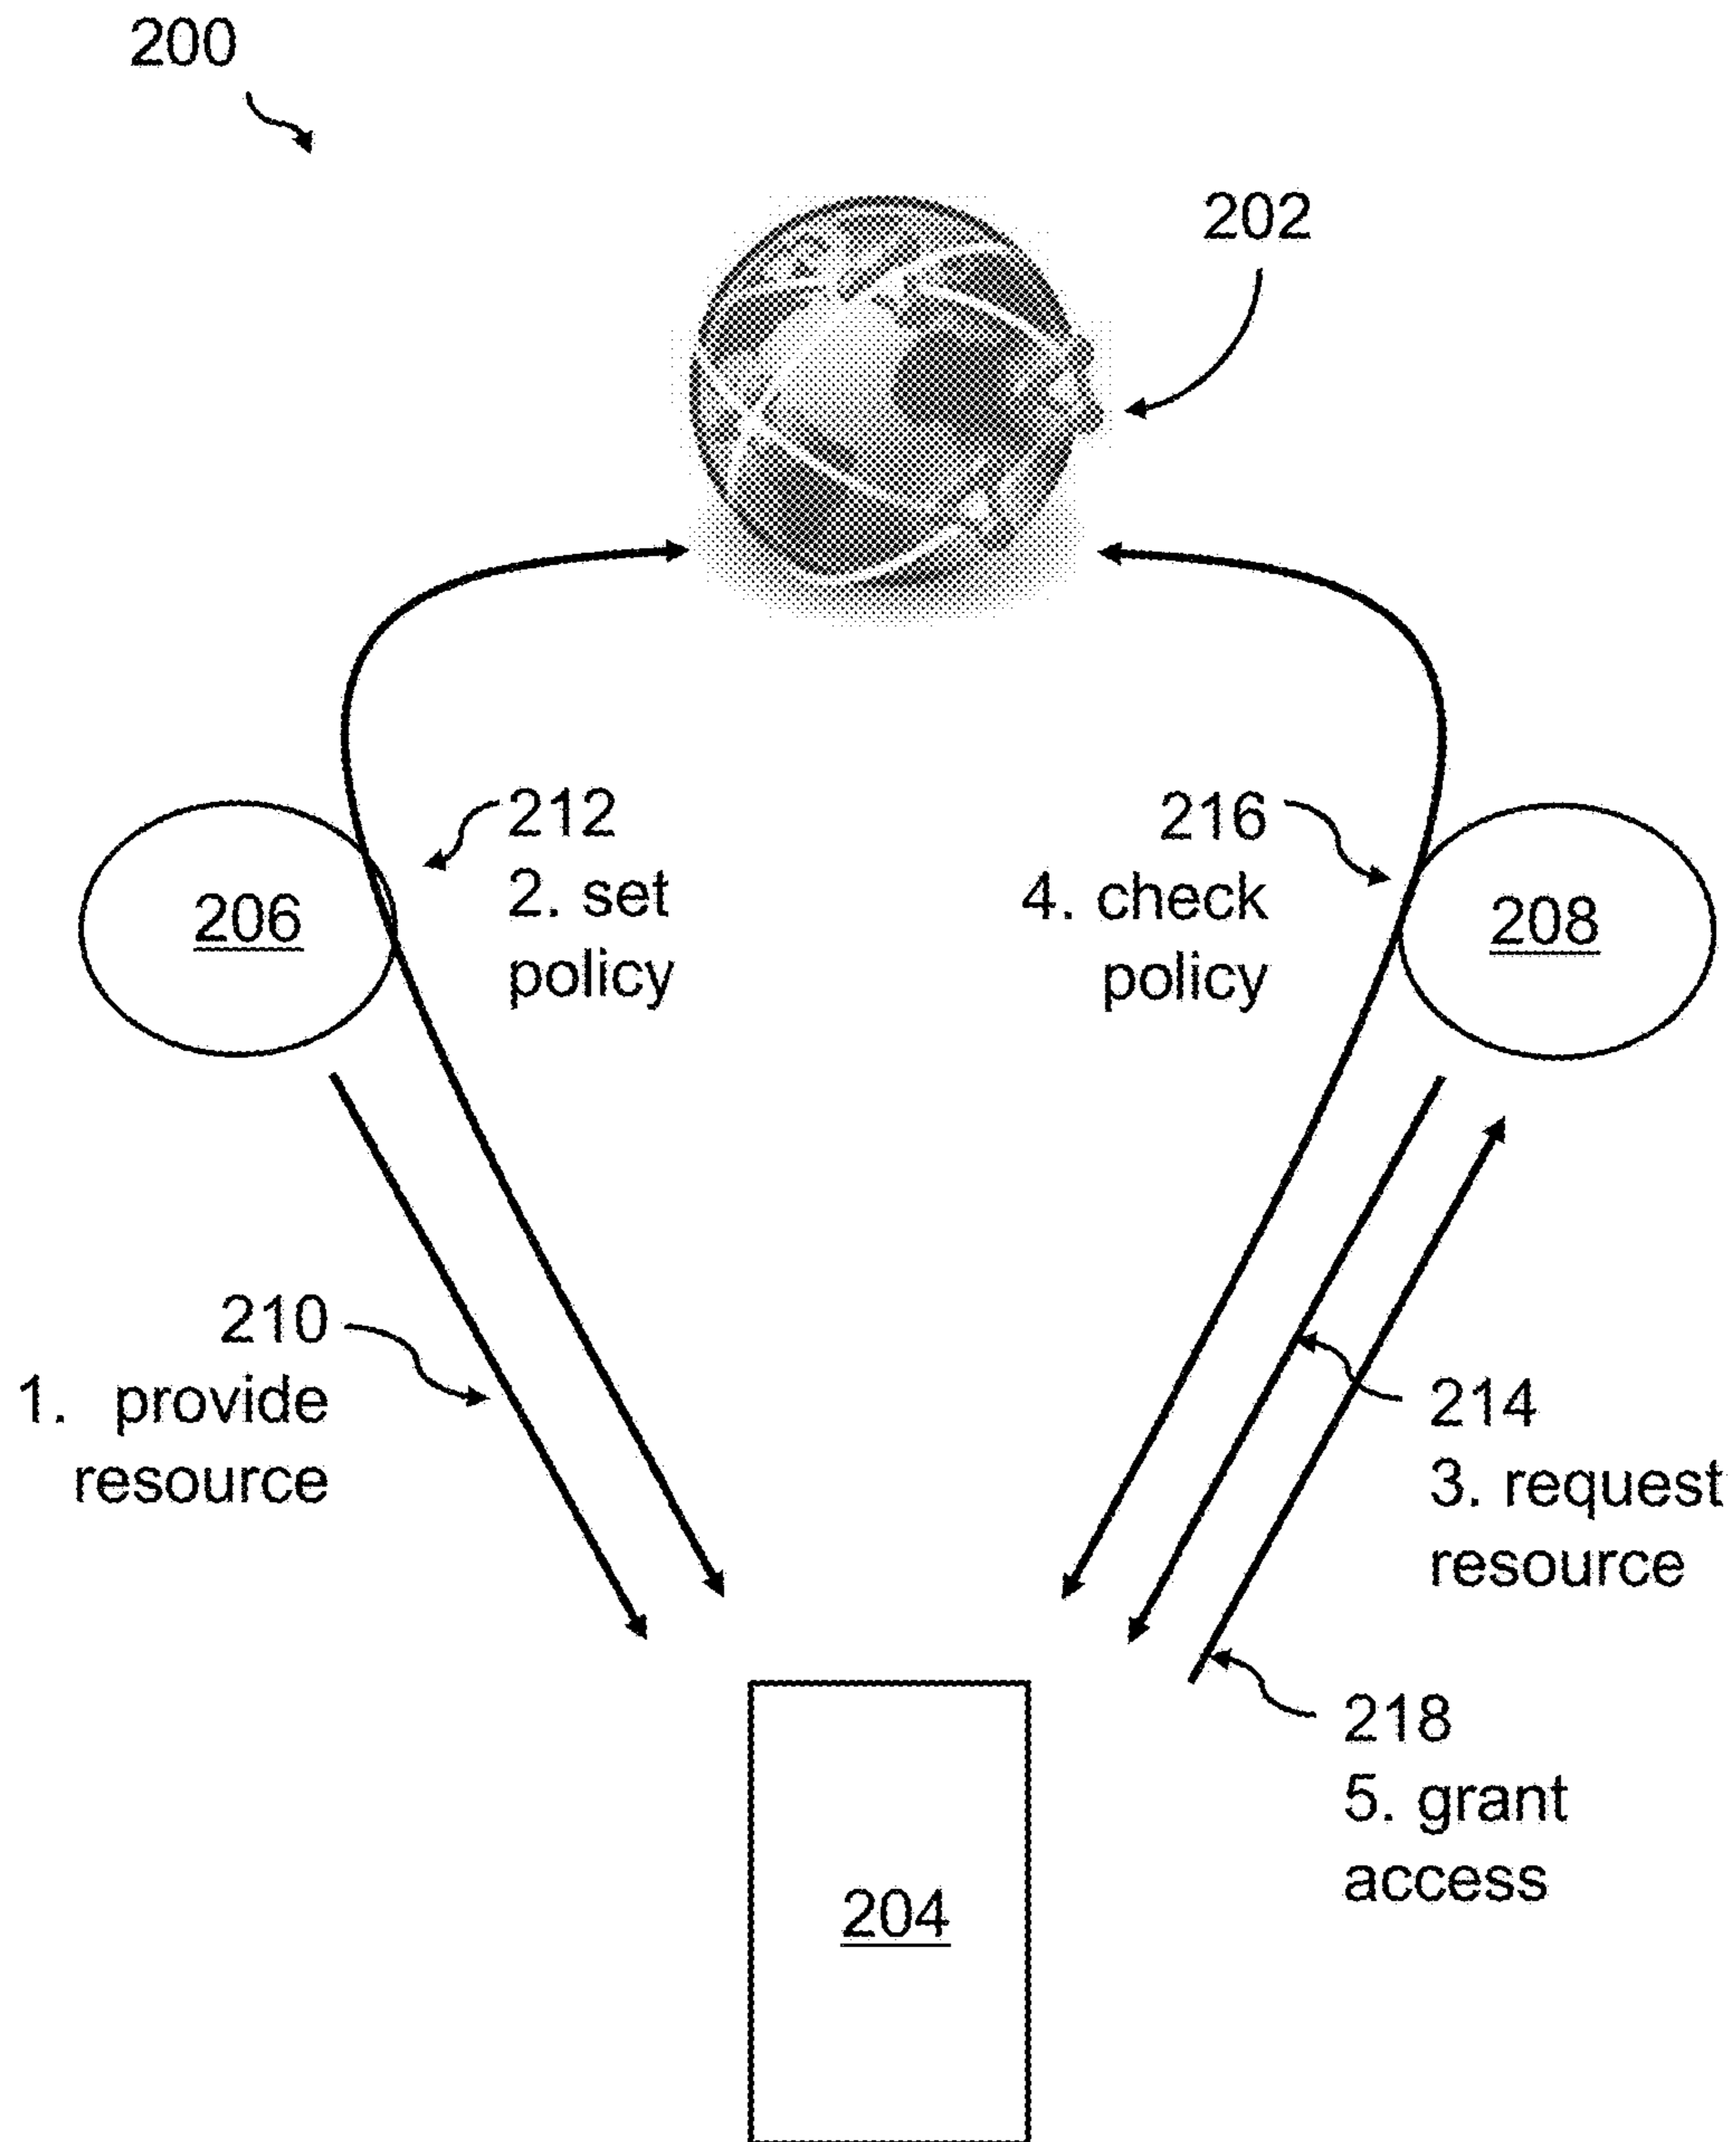 200
202
212
2. set
policy
216
4. check
policy
206
208
210
1. provide
resource
214
3. request
resource
218
5. grant
access
204